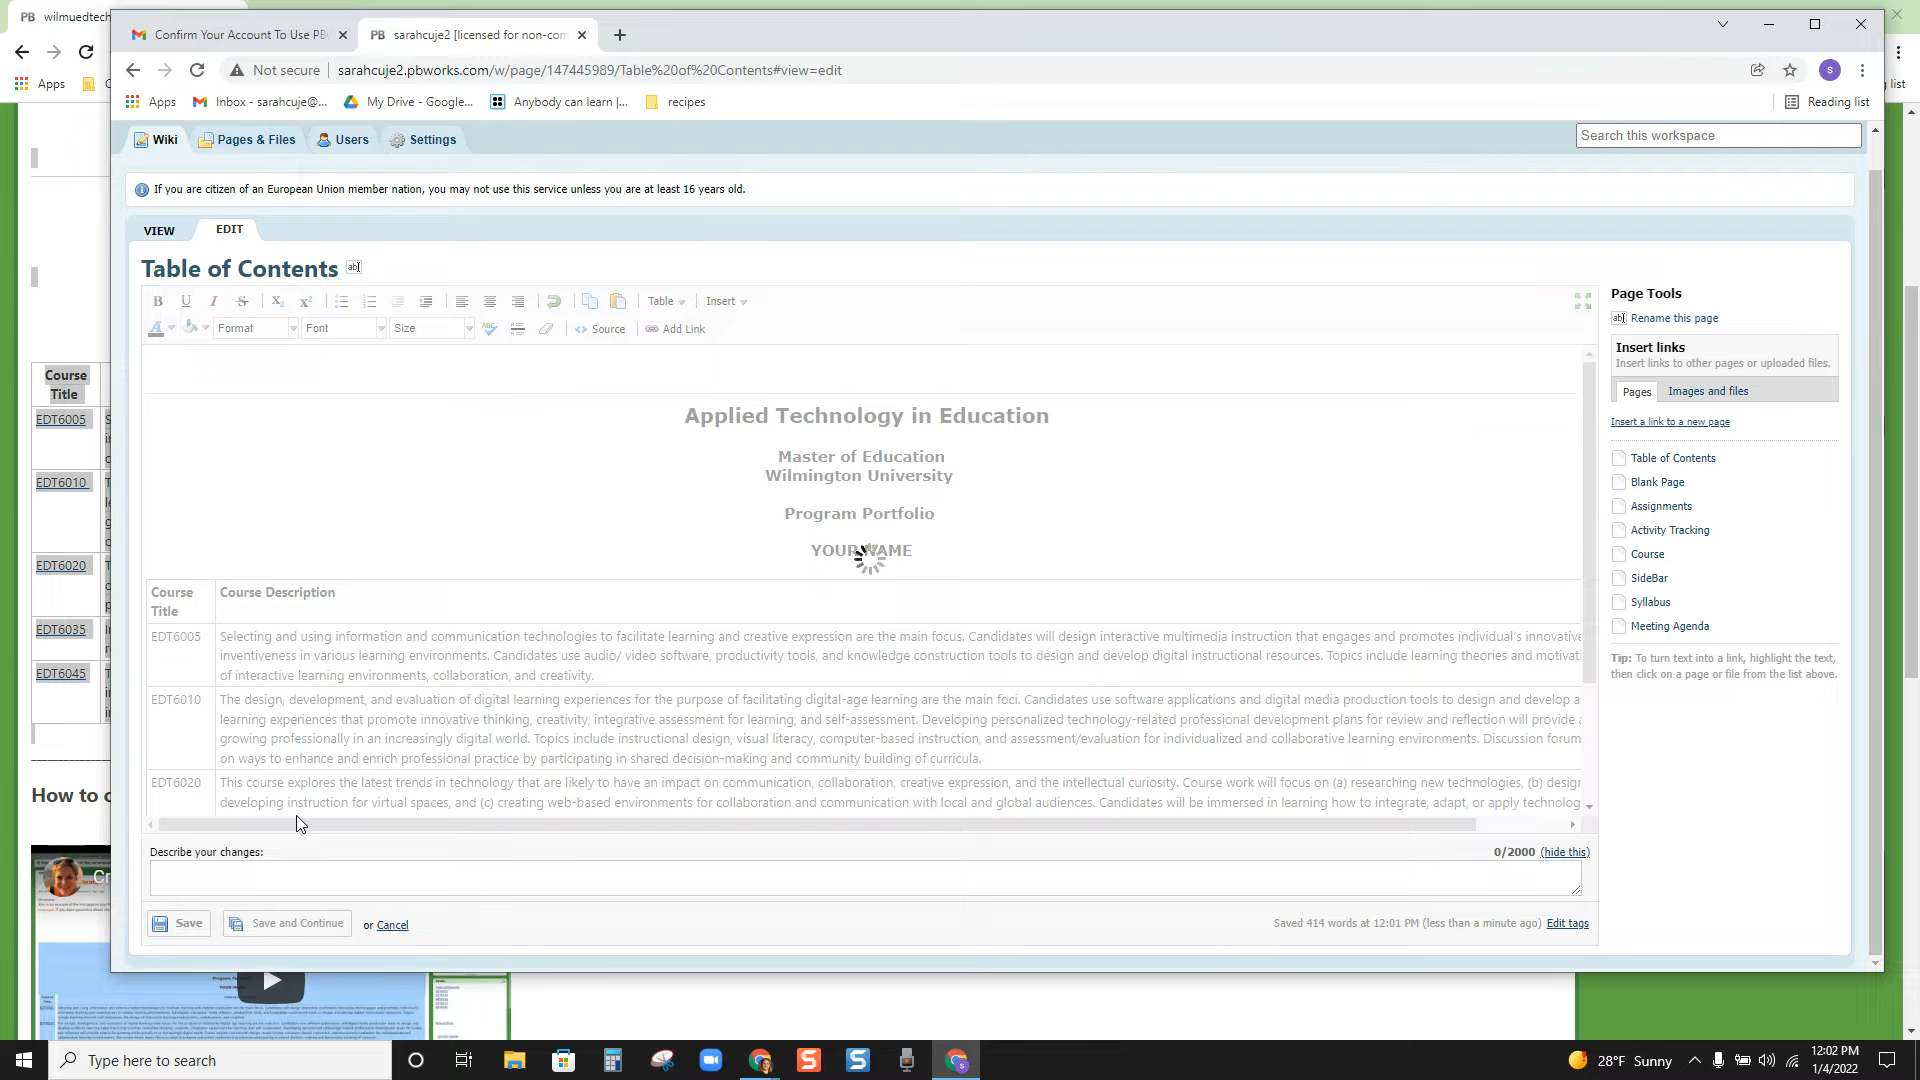 PB wilmuedtech
Confirm Your Account To Use PB
PB sarahcuje2 [licensed for non-com
Not secure sarahcuje2.pbworks.com/w/page/147445989/Table%20of%20Contents#view=edit
S
Apps
Apps Inbox - sarahcuje@... My Drive - Google... Anybody can learn |... recipes Reading list
Wiki Pages & Files Users Settings
Search this workspace
If you are citizen of an European Union member nation, you may not use this service unless you are at least 16 years old.
VIEW EDIT
Table of Contents
B U I S X₂ X² Table Insert
A Format Font Size ABC Source Add Link
Applied Technology in Education
Master of Education
Wilmington University
Program Portfolio
YOUR NAME
Course Title Course Description
EDT6005 Selecting and using information and communication technologies to facilitate learning and creative expression are the main focus. Candidates will design interactive multimedia instruction that engages and promotes individual's innovative
inventiveness in various learning environments. Candidates use audio/ video software, productivity tools, and knowledge construction tools to design and develop digital instructional resources. Topics include learning theories and motivat
of interactive learning environments, collaboration, and creativity.
EDT6010 The design, development, and evaluation of digital learning experiences for the purpose of facilitating digital-age learning are the main foci. Candidates use software applications and digital media production tools to design and develop a
learning experiences that promote innovative thinking, creativity, integrative assessment for learning, and self-assessment. Developing personalized technology-related professional development plans for review and reflection will provide a
growing professionally in an increasingly digital world. Topics include instructional design, visual literacy, computer-based instruction, and assessment/evaluation for individualized and collaborative learning environments. Discussion forum
on ways to enhance and enrich professional practice by participating in shared decision-making and community building of curricula.
EDT6020 This course explores the latest trends in technology that are likely to have an impact on communication, collaboration, creative expression, and the intellectual curiosity. Course work will focus on (a) researching new technologies, (b) desigr
developing instruction for virtual spaces, and (c) creating web-based environments for collaboration and communication with local and global audiences. Candidates will be immersed in learning how to integrate, adapt, or apply technolog
Describe your changes: 0/2000 (hide this)
Save Save and Continue or Cancel Saved 414 words at 12:01 PM (less than a minute ago) Edit tags
Page Tools
Rename this page
Insert links
Insert links to other pages or uploaded files.
Pages Images and files
Insert a link to a new page
Table of Contents
Blank Page
Assignments
Activity Tracking
Course
SideBar
Syllabus
Meeting Agenda
Tip: To turn text into a link, highlight the text,
then click on a page or file from the list above.
Course
Title
EDT6005
EDT6010
EDT6020
EDT6035
EDT6045
How to c
Cr
Type here to search
28°F Sunny
12:02 PM
1/4/2022